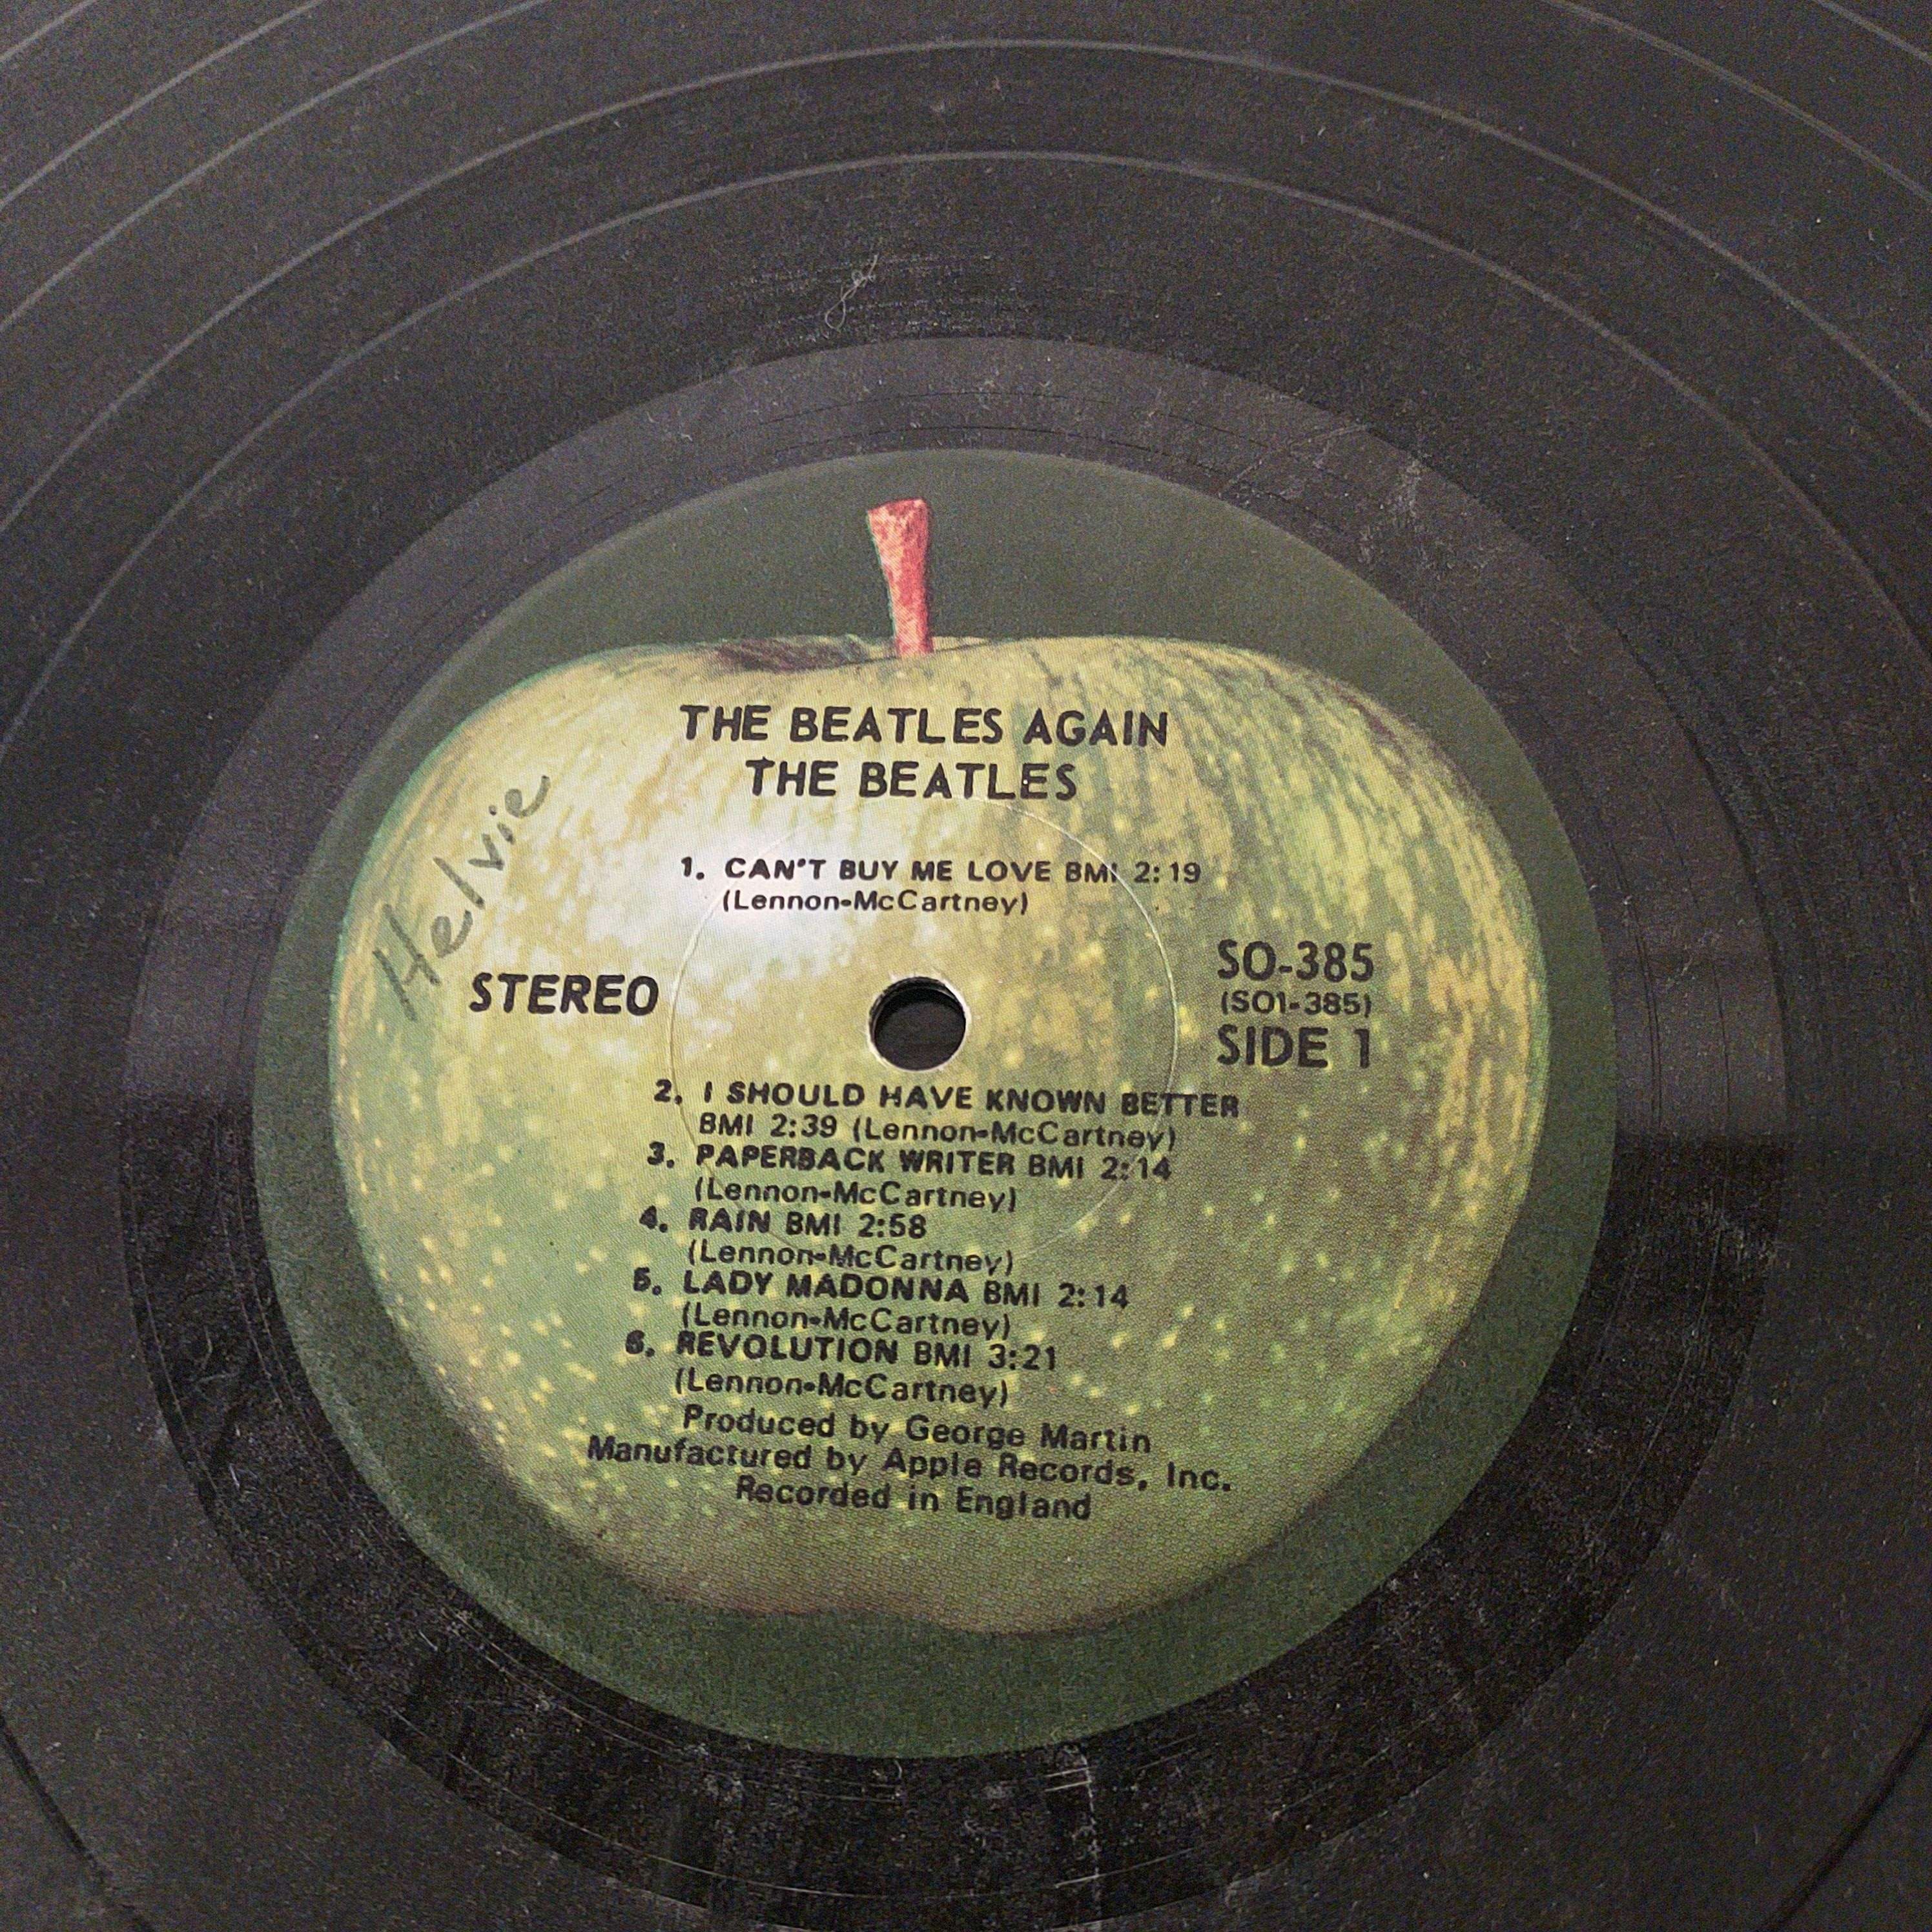 THE BEATLES AGAIN
THE BEATLES
Helvie
1. CAN'T BUY ME LOVE BMI 2:19
(Lennon-McCartney)
STEREO
SO-385
(SO1-385)
SIDE 1
2. I SHOULD HAVE KNOWN BETTER
BMI 2:39 (Lennon-McCartney)
3. PAPERBACK WRITER BMI 2:14
(Lennon-McCartney)
4. RAIN BMI 2:58
(Lennon-McCartney)
5. LADY MADONNA BMI 2:14
(Lennon-McCartney)
6. REVOLUTION BMI 3:21
(Lennon-McCartney)
Produced by George Martin
Manufactured by Apple Records, Inc.
Recorded in England